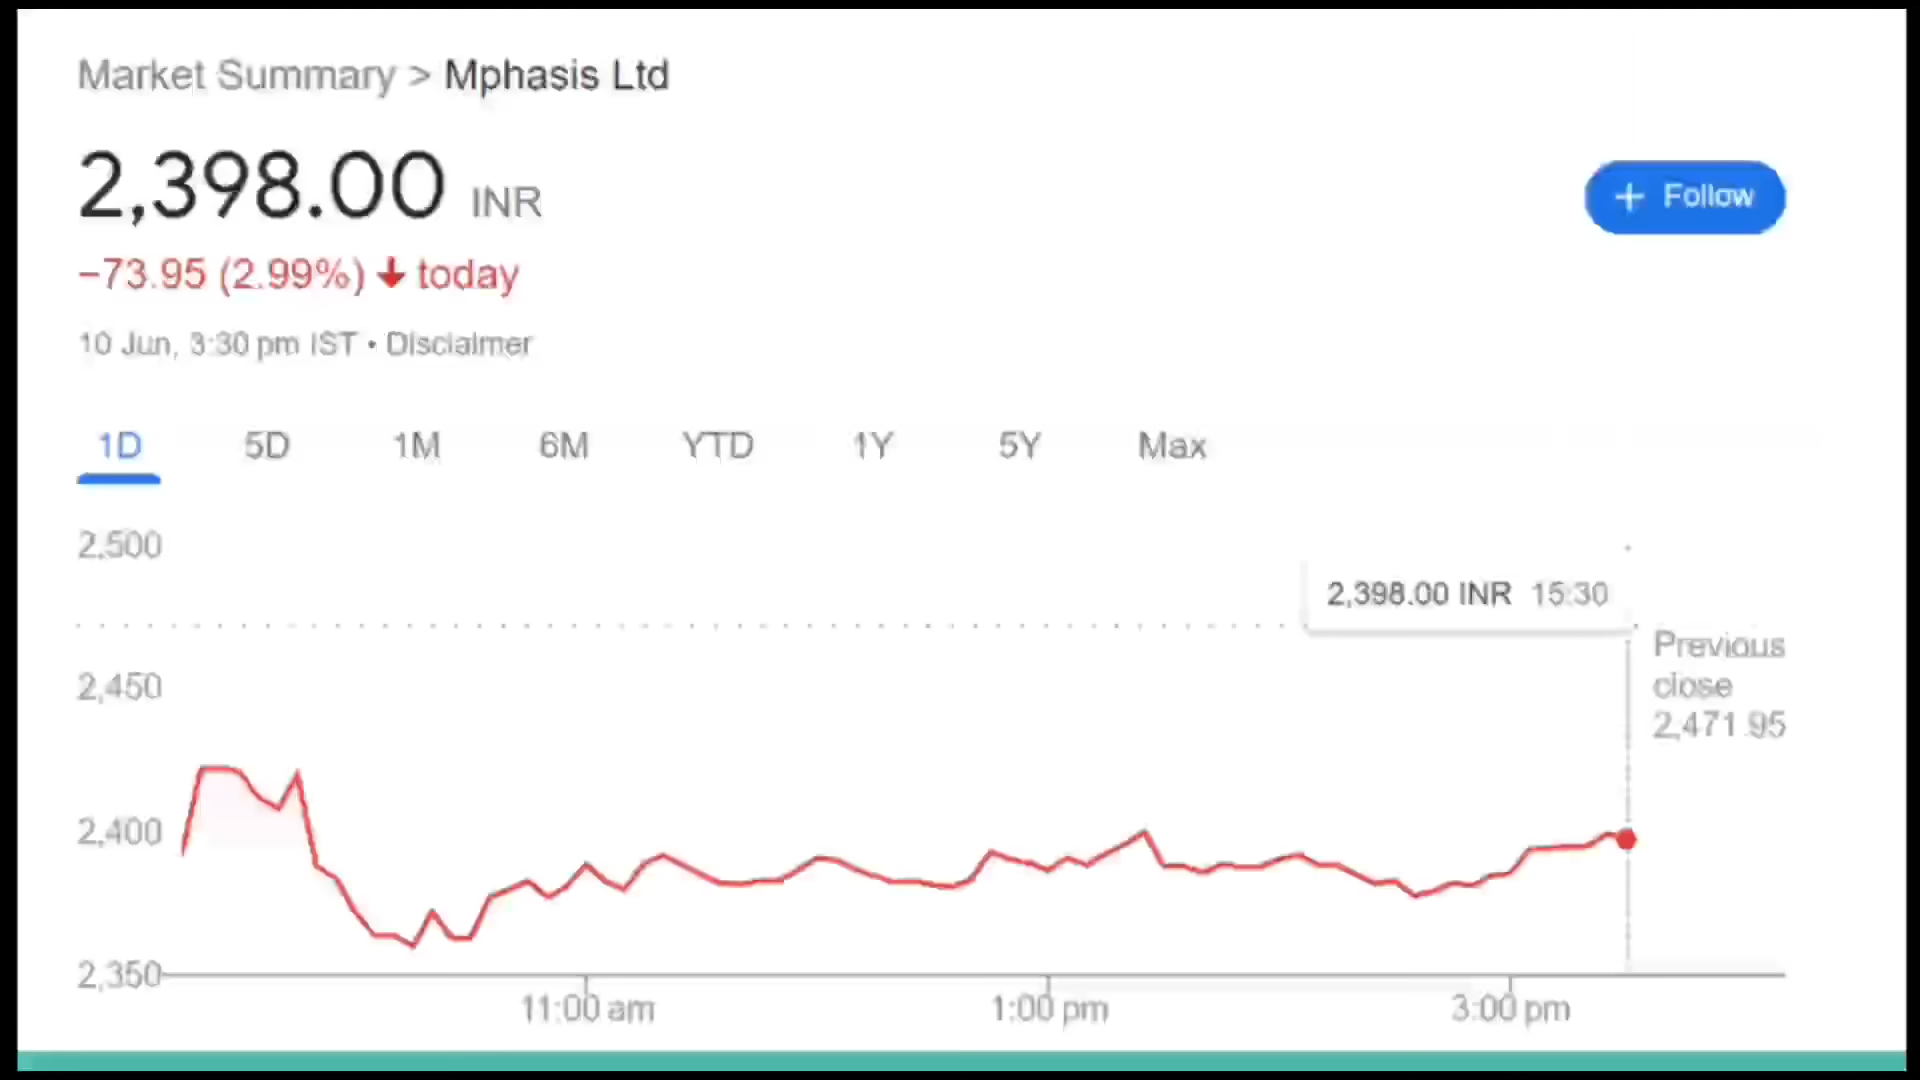 Market Summary > Mphasis Ltd
2,398.00 INR
+ Follow
−73.95 (2.99%) ↓ today
10 Jun, 3:30 pm IST • Disclaimer
1D 5D 1M 6M YTD 1Y 5Y Max
2,500
2,398.00 INR 15:30
Previous
close
2,471.95
2,450
2,400
2,350
11:00 am 1:00 pm 3:00 pm